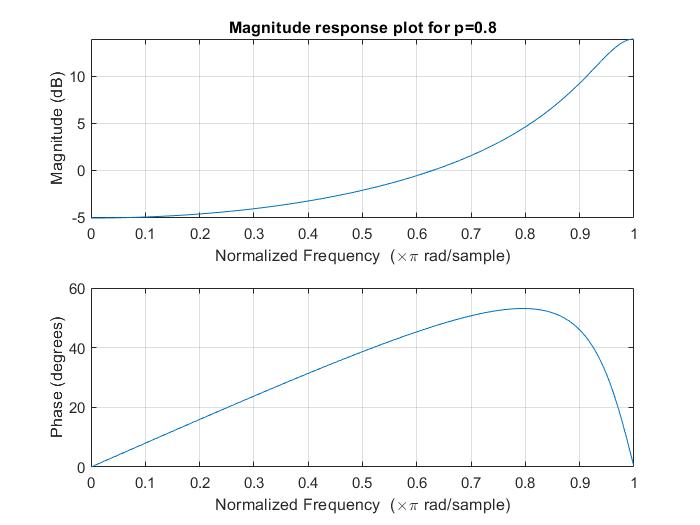 Magnitude response plot for p=0.8
Magnitude (dB)
10
5
0
-5
0 0.1 0.2 0.3 0.4 0.5 0.6 0.7 0.8 0.9 1
Normalized Frequency (×π rad/sample)
Phase (degrees)
60
40
20
0
0 0.1 0.2 0.3 0.4 0.5 0.6 0.7 0.8 0.9 1
Normalized Frequency (×π rad/sample)